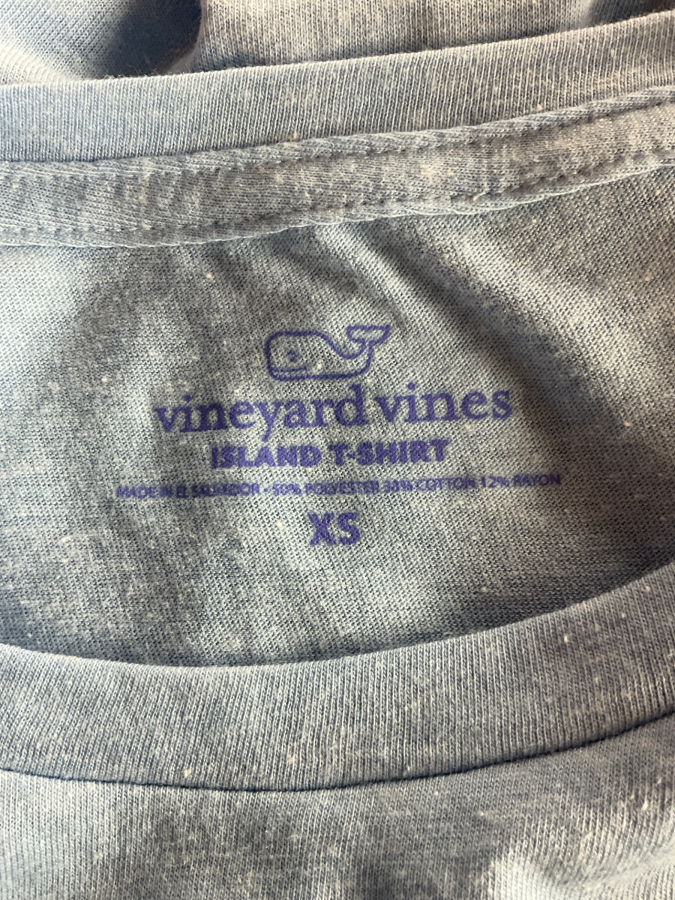 vineyard vines
ISLAND T-SHIRT
MADE IN EL SALVADOR - 50% POLYESTER 38% COTTON 12% RAYON
XS